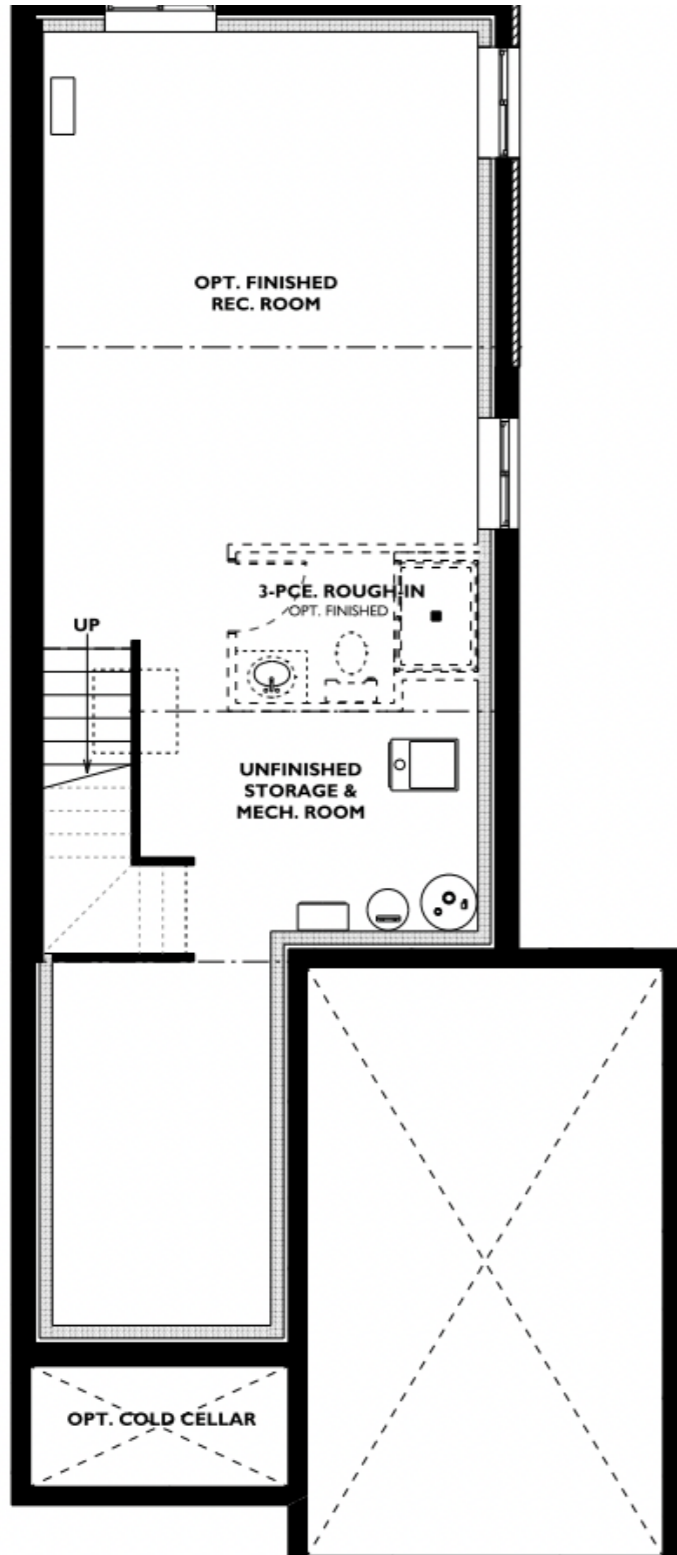 OPT. FINISHED
REC. ROOM
3-PCE. ROUGH-IN
OPT. FINISHED
UP
UNFINISHED
STORAGE &
MECH. ROOM
OPT. COLD CELLAR